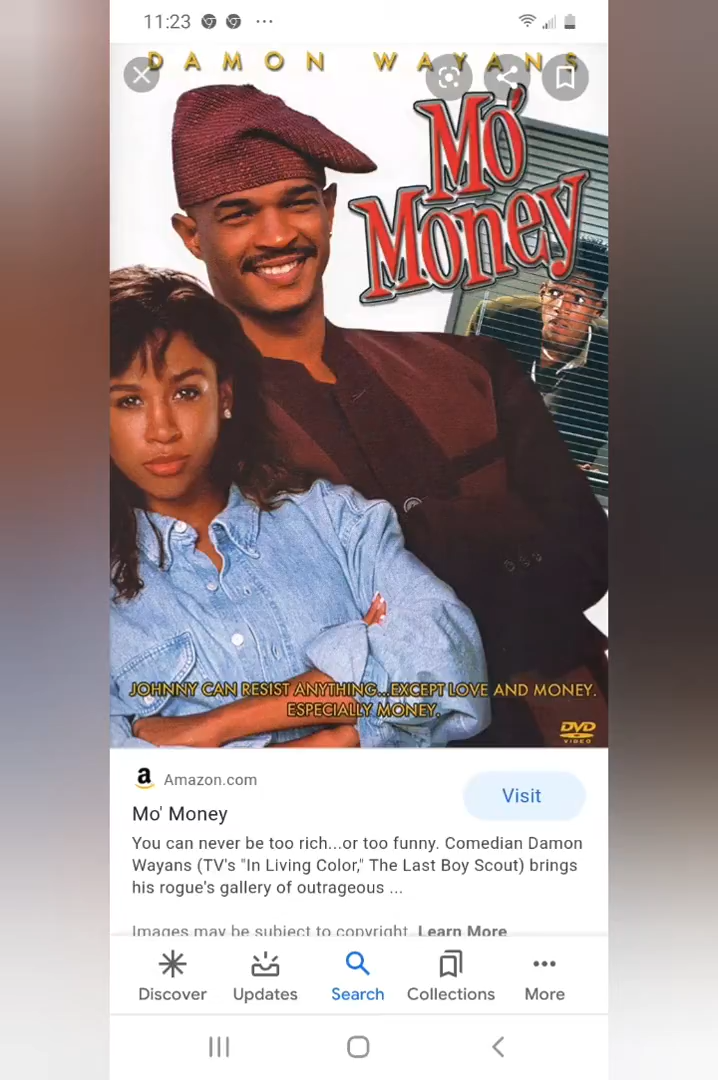 11:23
DAMON WAYANS
Mo'
Money
JOHNNY CAN RESIST ANYTHING...EXCEPT LOVE AND MONEY.
ESPECIALLY MONEY.
DVD
VIDEO
a Amazon.com
Visit
Mo' Money
You can never be too rich...or too funny. Comedian Damon
Wayans (TV's "In Living Color," The Last Boy Scout) brings
his rogue's gallery of outrageous ...
Images may be subject to copyright. Learn More
Discover Updates Search Collections More